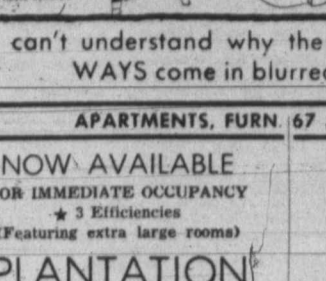 can't understand why the
WAYS come in blurred
APARTMENTS, FURN. 67
NOW AVAILABLE
OR IMMEDIATE OCCUPANCY
★ 3 Efficiencies
(Featuring extra large rooms)
PLANTATION